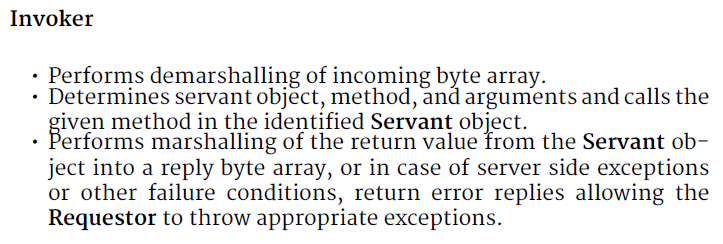 Invoker
• Performs demarshalling of incoming byte array.
• Determines servant object, method, and arguments and calls the
given method in the identified Servant object.
• Performs marshalling of the return value from the Servant ob-
ject into a reply byte array, or in case of server side exceptions
or other failure conditions, return error replies allowing the
Requestor to throw appropriate exceptions.